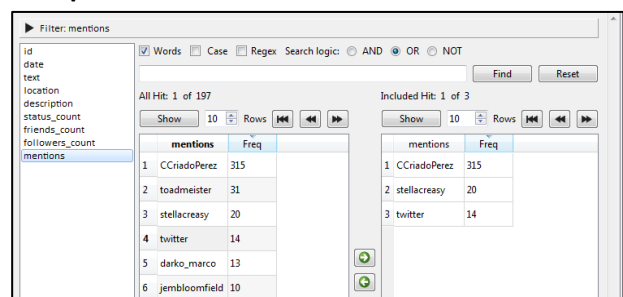 Filter: mentions
id
date
text
location
description
status_count
friends_count
followers_count
mentions
Words Case Regex Search logic: AND OR NOT
Find Reset
All Hit: 1 of 197
Show 10 Rows
mentions Freq
1 CCriadoPerez 315
2 toadmeister 31
3 stellacreasy 20
4 twitter 14
5 darko_marco 13
6 jembloomfield 10
Included Hit: 1 of 3
Show 10 Rows
mentions Freq
1 CCriadoPerez 315
2 stellacreasy 20
3 twitter 14